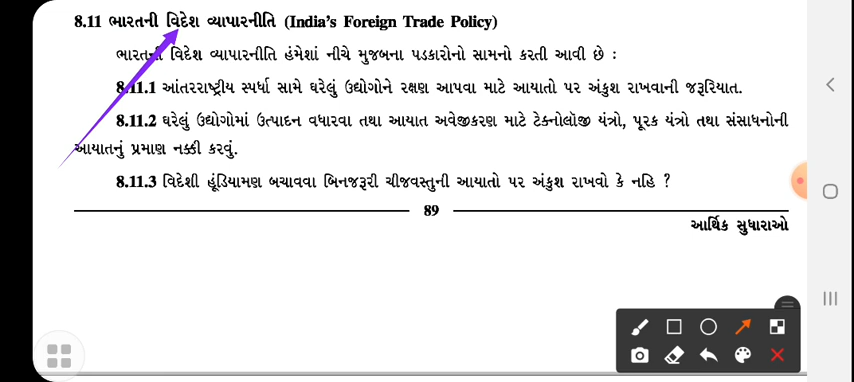 8.11 ભારતની વિદેશ વ્યાપારનીતિ (India's Foreign Trade Policy)
ભારતની વિદેશ વ્યાપારનીતિ હંમેશાં નીચે મુજબના પડકારોનો સામનો કરતી આવી છે :
8.11.1 આંતરરાષ્ટ્રીય સ્પર્ધા સામે ઘરેલું ઉદ્યોગોને રક્ષણ આપવા માટે આયાતો પર અંકુશ રાખવાની જરૂરિયાત.
8.11.2 ઘરેલું ઉદ્યોગોમાં ઉત્પાદન વધારવા તથા આયાત અવેજીકરણ માટે ટેક્નોલૉજી યંત્રો, પૂરક યંત્રો તથા સંસાધનોની
આયાતનું પ્રમાણ નક્કી કરવું.
8.11.3 વિદેશી હૂંડિયામણ બચાવવા બિનજરૂરી ચીજવસ્તુની આયાતો પર અંકુશ રાખવો કે નહિ ?
89
આર્થિક સુધારાઓ